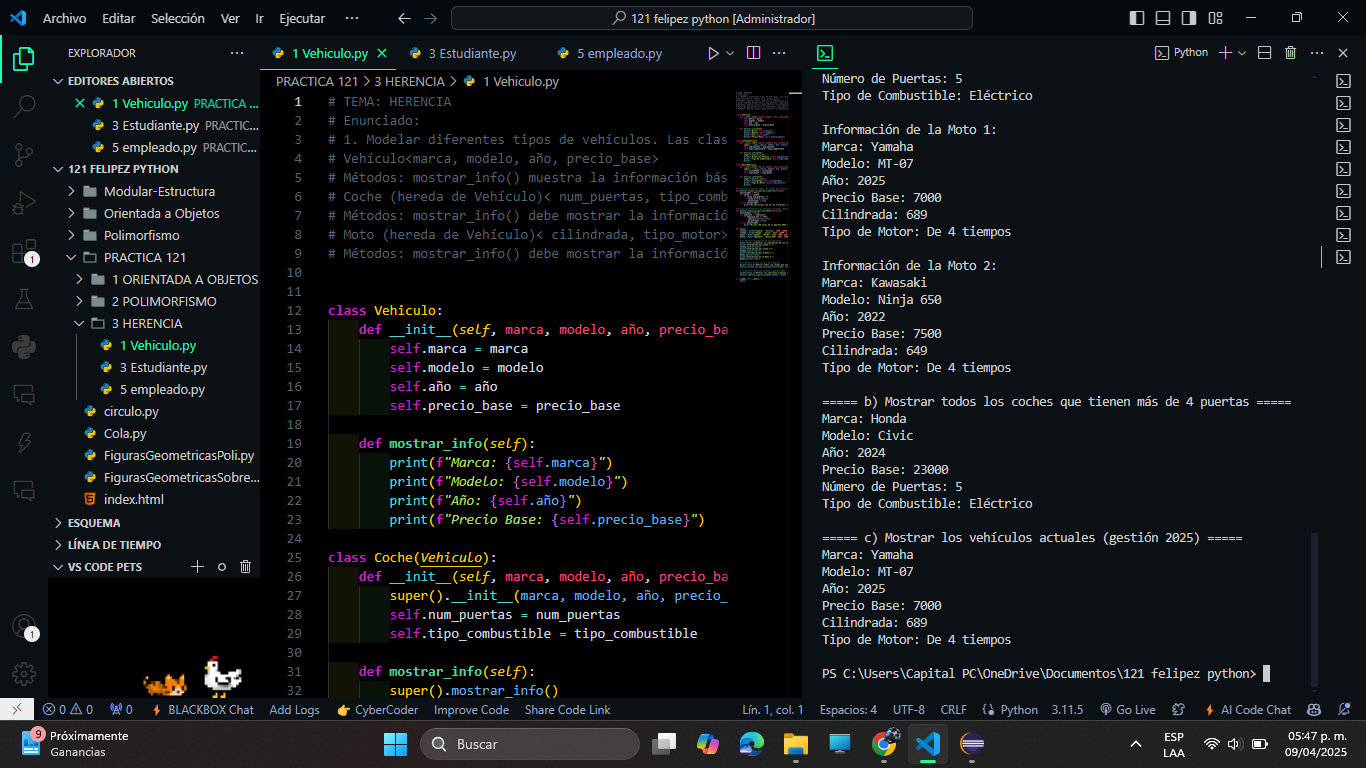 Archivo Editar Selección Ver Ir Ejecutar ···
121 felipez python [Administrador]
EXPLORADOR ···
EDITORES ABIERTOS
1 Vehiculo.py PRACTICA ...
3 Estudiante.py PRACTIC...
5 empleado.py PRACTIC...
121 FELIPEZ PYTHON
Modular-Estructura
Orientada a Objetos
Polimorfismo
PRACTICA 121
1 ORIENTADA A OBJETOS
2 POLIMORFISMO
3 HERENCIA
1 Vehiculo.py
3 Estudiante.py
5 empleado.py
circulo.py
Cola.py
FigurasGeometricasPoli.py
FigurasGeometricasSobre...
index.html
ESQUEMA
LÍNEA DE TIEMPO
VS CODE PETS
1
1
1 Vehiculo.py 3 Estudiante.py 5 empleado.py
PRACTICA 121 > 3 HERENCIA > 1 Vehiculo.py
1 # TEMA: HERENCIA
2 # Enunciado:
3 # 1. Modelar diferentes tipos de vehículos. Las clas
4 # Vehículo<marca, modelo, año, precio_base>
5 # Métodos: mostrar_info() muestra la información bás
6 # Coche (hereda de Vehículo)< num_puertas, tipo_comb
7 # Métodos: mostrar_info() debe mostrar la informació
8 # Moto (hereda de Vehículo)< cilindrada, tipo_motor>
9 # Métodos: mostrar_info() debe mostrar la informació
10
11
12 class Vehiculo:
13 def __init__(self, marca, modelo, año, precio_ba
14 self.marca = marca
15 self.modelo = modelo
16 self.año = año
17 self.precio_base = precio_base
18
19 def mostrar_info(self):
20 print(f"Marca: {self.marca}")
21 print(f"Modelo: {self.modelo}")
22 print(f"Año: {self.año}")
23 print(f"Precio Base: {self.precio_base}")
24
25 class Coche(Vehiculo):
26 def __init__(self, marca, modelo, año, precio_ba
27 super().__init__(marca, modelo, año, precio_
28 self.num_puertas = num_puertas
29 self.tipo_combustible = tipo_combustible
30
31 def mostrar_info(self):
32 super().mostrar_info()
Python
Número de Puertas: 5
Tipo de Combustible: Eléctrico
Información de la Moto 1:
Marca: Yamaha
Modelo: MT-07
Año: 2025
Precio Base: 7000
Cilindrada: 689
Tipo de Motor: De 4 tiempos
Información de la Moto 2:
Marca: Kawasaki
Modelo: Ninja 650
Año: 2022
Precio Base: 7500
Cilindrada: 649
Tipo de Motor: De 4 tiempos
===== b) Mostrar todos los coches que tienen más de 4 puertas =====
Marca: Honda
Modelo: Civic
Año: 2024
Precio Base: 23000
Número de Puertas: 5
Tipo de Combustible: Eléctrico
===== c) Mostrar los vehículos actuales (gestión 2025) =====
Marca: Yamaha
Modelo: MT-07
Año: 2025
Precio Base: 7000
Cilindrada: 689
Tipo de Motor: De 4 tiempos
PS C:\Users\Capital PC\OneDrive\Documentos\121 felipez python>
0 0 0 BLACKBOX Chat Add Logs CyberCoder Improve Code Share Code Link Lín. 1, col. 1 Espacios: 4 UTF-8 CRLF Python 3.11.5 Go Live AI Code Chat
9
Próximamente
Ganancias
Buscar
ESP
LAA
05:47 p. m.
09/04/2025